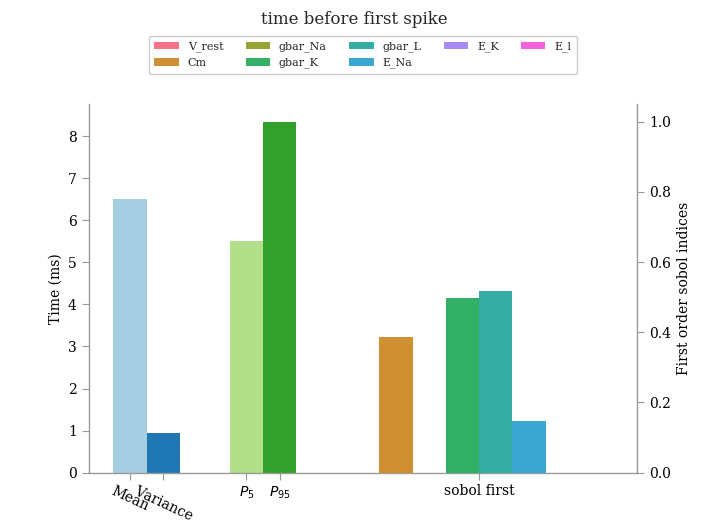 time before first spike
V_rest gbar_Na gbar_L E_K E_l
Cm gbar_K E_Na
8
7
6
5
4
3
2
1
0
Time (ms)
1.0
0.8
0.6
0.4
0.2
0.0
First order sobol indices
Mean
Variance
P5
P95
sobol first